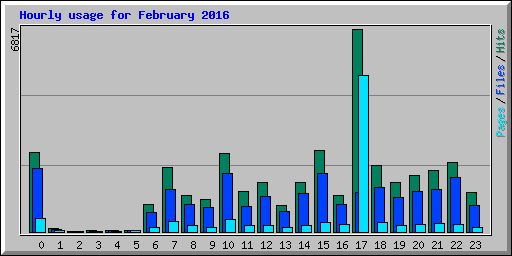 Hourly usage for February 2016
6817
Pages / Files / Hits
0 1 2 3 4 5 6 7 8 9 10 11 12 13 14 15 16 17 18 19 20 21 22 23